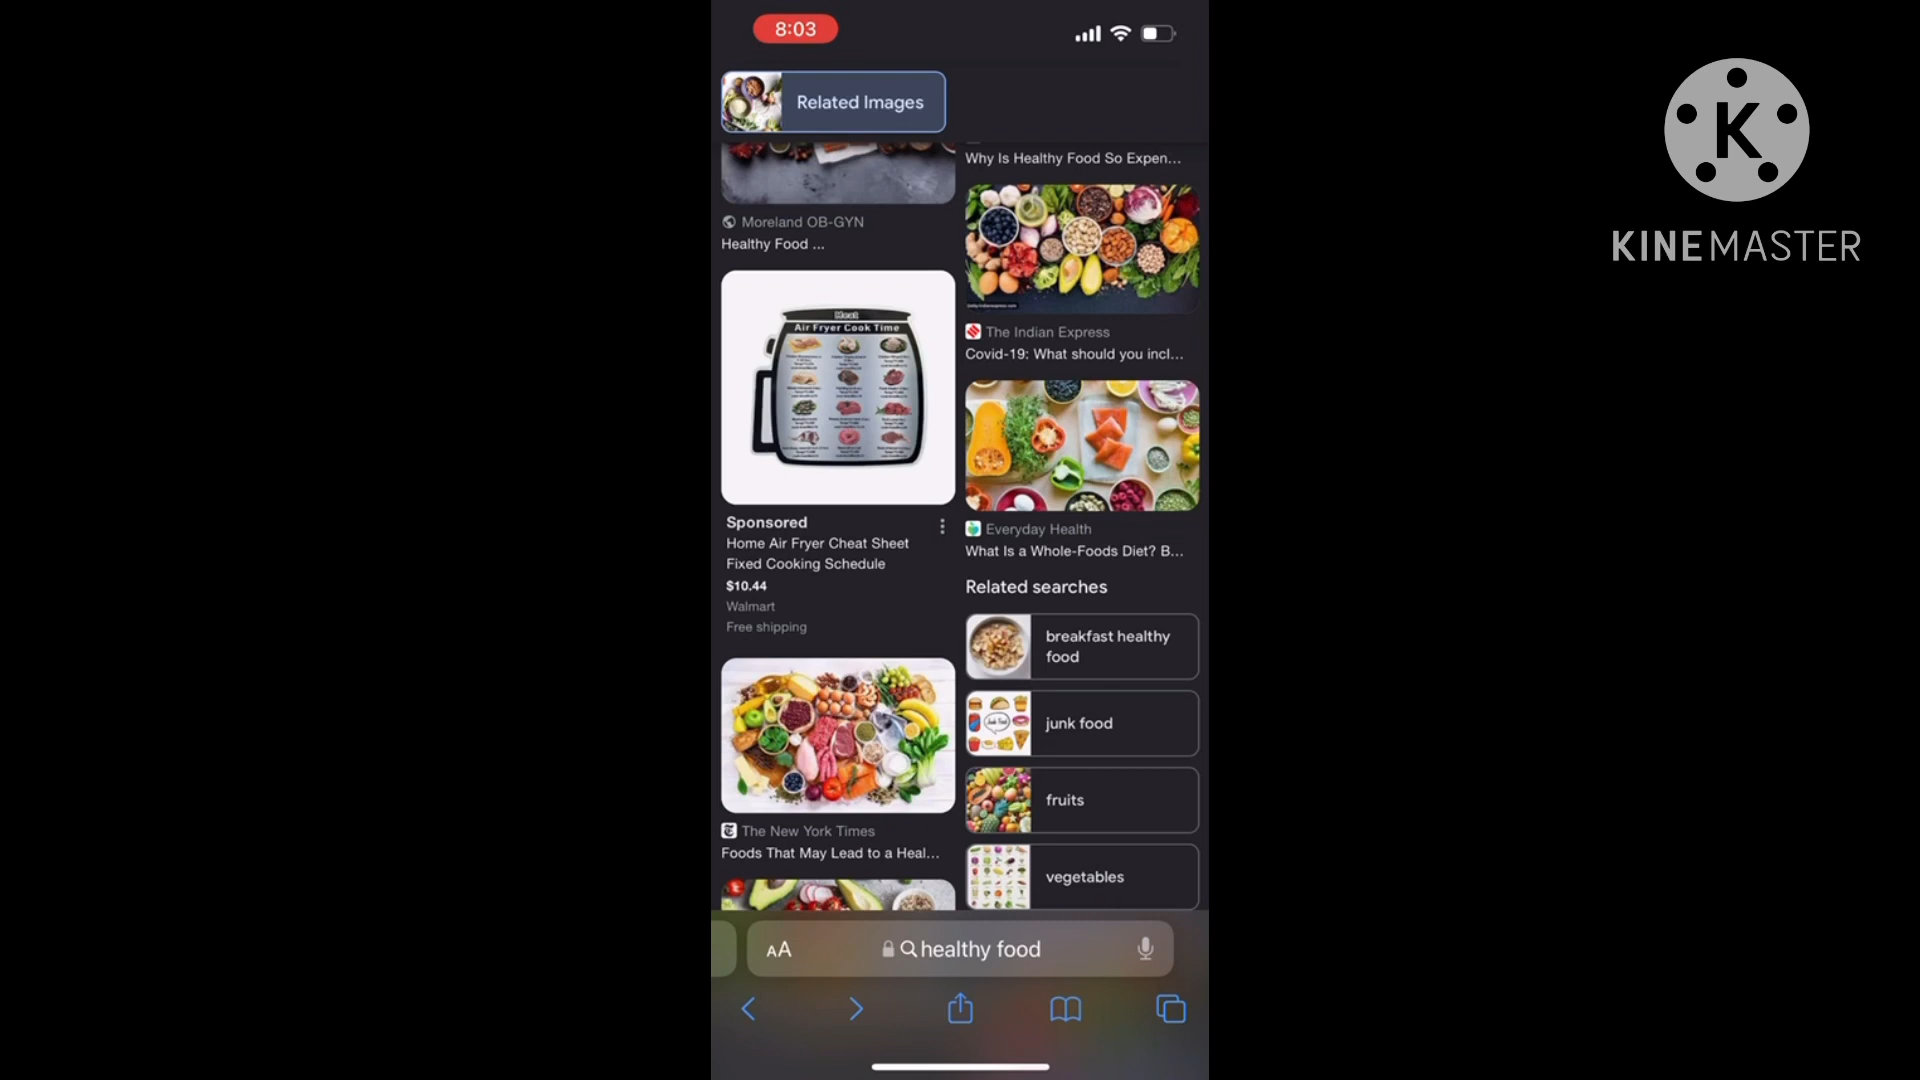 8:03
Related Images
Moreland OB-GYN
Healthy Food ...
Meat
Air Fryer Cook Time
Sponsored
Home Air Fryer Cheat Sheet
Fixed Cooking Schedule
$10.44
Walmart
Free shipping
The New York Times
Foods That May Lead to a Heal...
Why Is Healthy Food So Expen...
The Indian Express
Covid-19: What should you incl...
Everyday Health
What Is a Whole-Foods Diet? B...
Related searches
breakfast healthy
food
junk food
fruits
vegetables
AA
healthy food
K
KINEMASTER